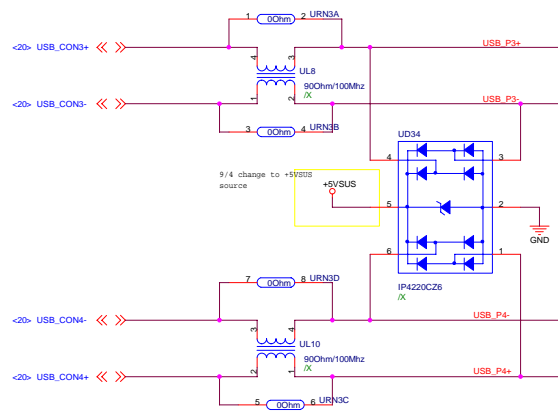 1 0Ohm 2 URN3A
<20> USB_CON3+ USB_P3+
4 3
UL8
1 2
90Ohm/100Mhz
/X
<20> USB_CON3- USB_P3-
3 0Ohm 4 URN3B
UD34
4 3
9/4 change to +5VSUS
source
+5VSUS
5 2
GND
6 1
IP4220CZ6
/X
7 0Ohm 8 URN3D
<20> USB_CON4- USB_P4-
3 4
UL10
2 1
90Ohm/100Mhz
/X
<20> USB_CON4+ USB_P4+
5 0Ohm 6 URN3C